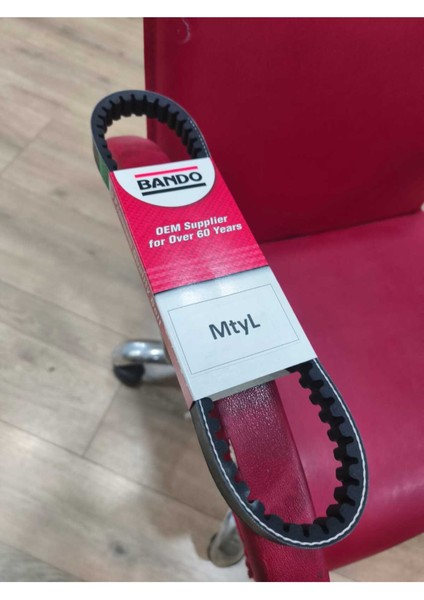 BANDO
OEM Supplier
for Over 60 Years
MtyL